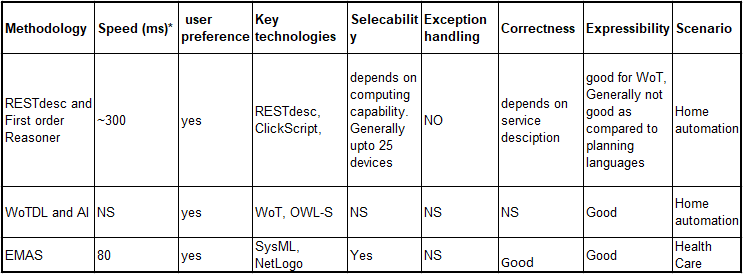 Methodology Speed (ms)* user preference Key technologies Selecabilit y Exception handling Correctness Expressibility Scenario
RESTdesc and First order Reasoner ~300 yes RESTdesc, ClickScript, depends on computing capability. Generally upto 25 devices NO depends on service desciption good for WoT, Generally not good as compared to planning languages Home automation
WoTDL and AI NS yes WoT, OWL-S NS NS NS Good Home automation
EMAS 80 yes SysML, NetLogo Yes NS Good Good Health Care